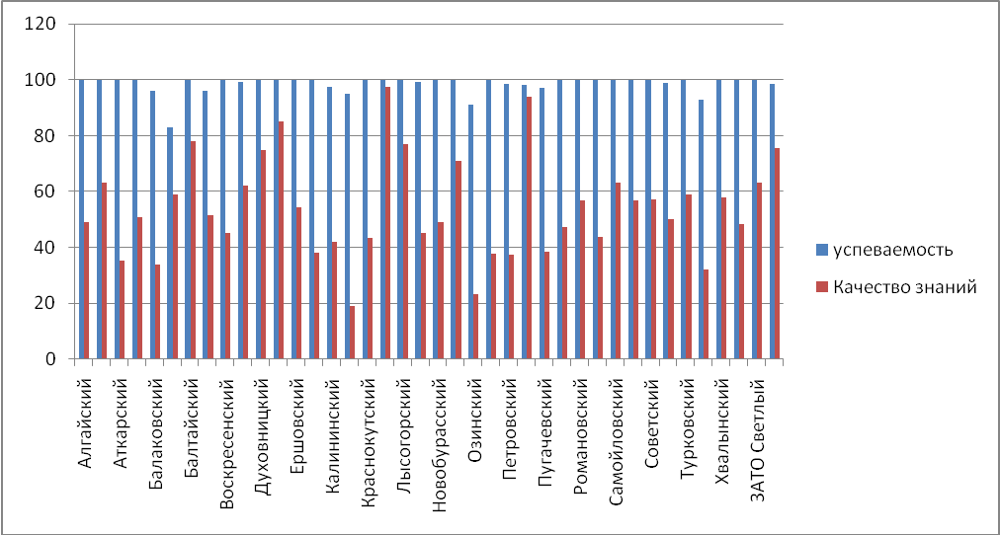 120
100
80
60
40
20
0
Алгайский
Аткарский
Балаковский
Балтайский
Воскресенский
Духовницкий
Ершовский
Калининский
Краснокутский
Лысогорский
Новобурасский
Озинский
Петровский
Пугачевский
Романовский
Самойловский
Советский
Турковский
Хвалынский
ЗАТО Светлый
успеваемость
Качество знаний